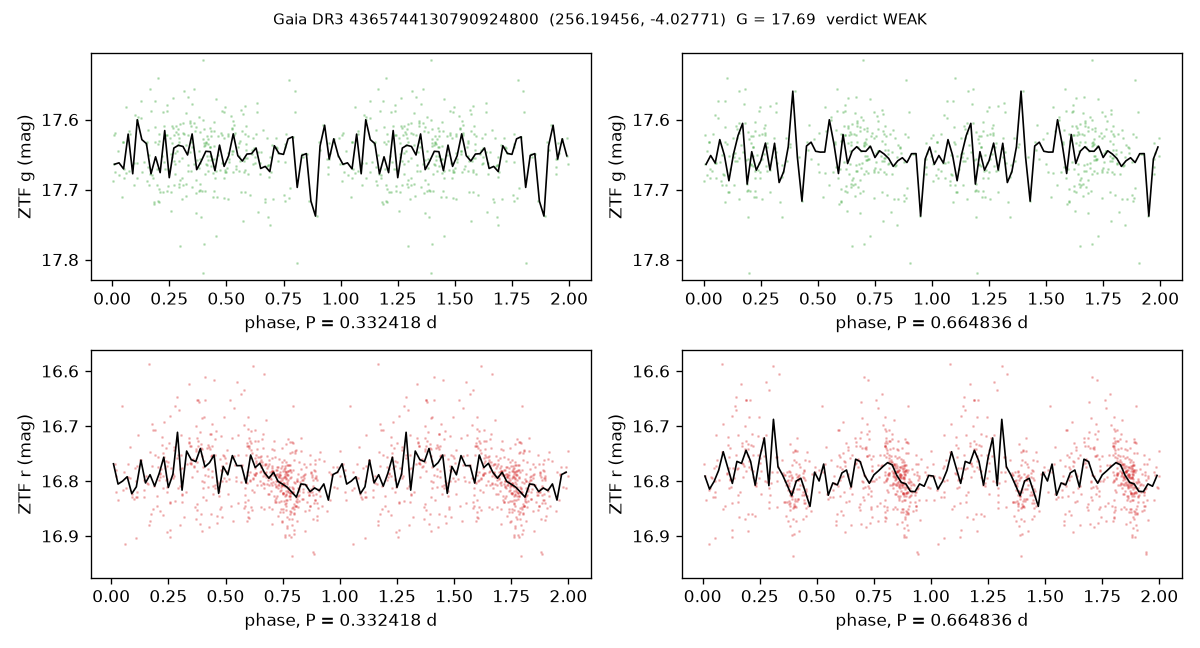 Gaia DR3 4365744130790924800 (256.19456, -4.02771) G = 17.69 verdict WEAK
ZTF g (mag)
17.6
17.7
17.8
0.00 0.25 0.50 0.75 1.00 1.25 1.50 1.75 2.00
phase, P = 0.332418 d
ZTF g (mag)
17.6
17.7
17.8
0.00 0.25 0.50 0.75 1.00 1.25 1.50 1.75 2.00
phase, P = 0.664836 d
ZTF r (mag)
16.6
16.7
16.8
16.9
0.00 0.25 0.50 0.75 1.00 1.25 1.50 1.75 2.00
phase, P = 0.332418 d
ZTF r (mag)
16.6
16.7
16.8
16.9
0.00 0.25 0.50 0.75 1.00 1.25 1.50 1.75 2.00
phase, P = 0.664836 d